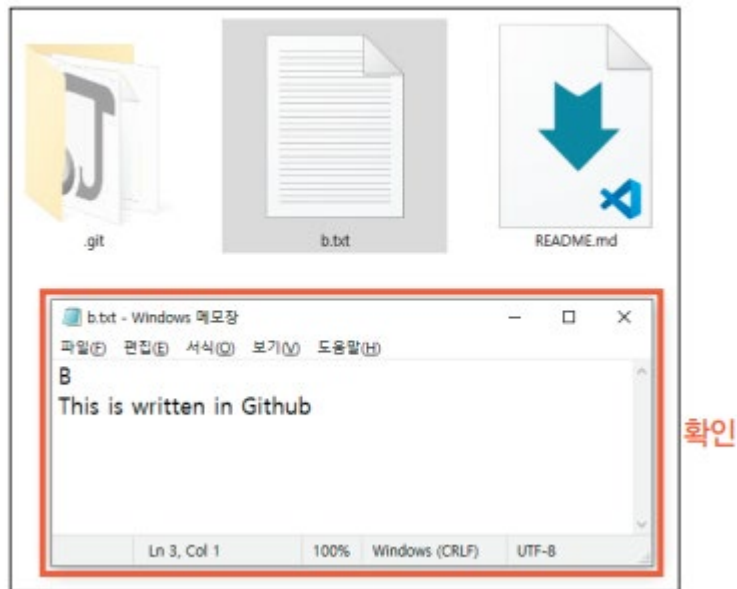 .git
b.txt
README.md
b.txt - Windows 메모장
파일(F) 편집(E) 서식(O) 보기(V) 도움말(H)
B
This is written in Github
확인
Ln 3, Col 1 100% Windows (CRLF) UTF-8